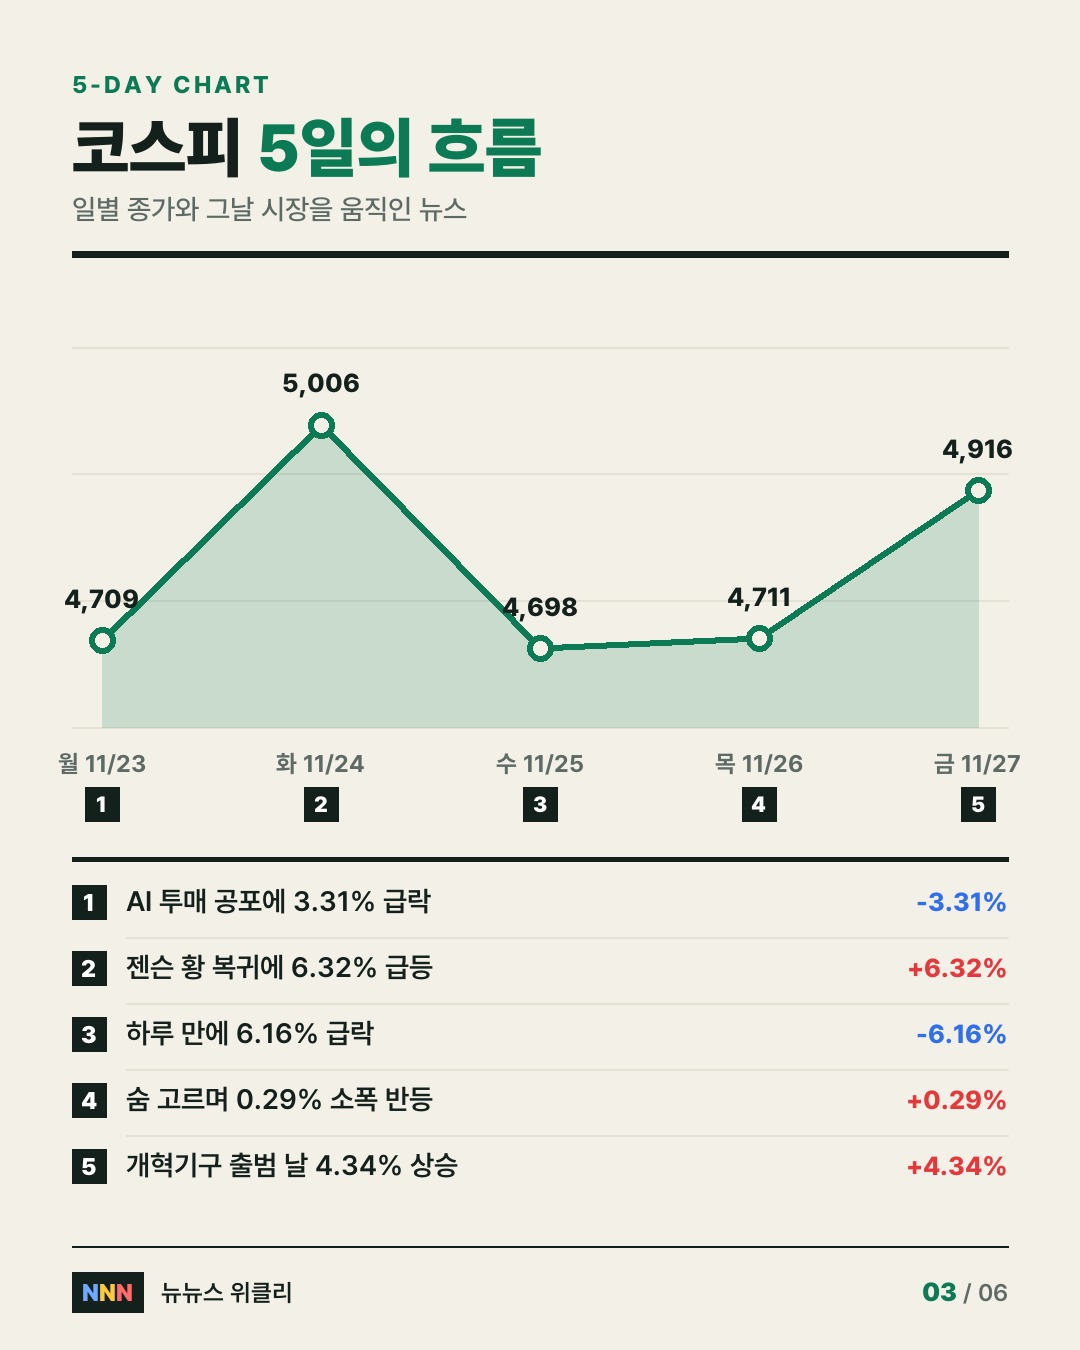 5-DAY CHART
코스피 5일의 흐름
일별 종가와 그날 시장을 움직인 뉴스
5,006
4,916
4,709
4,698
4,711
월 11/23
화 11/24
수 11/25
목 11/26
금 11/27
1
2
3
4
5
1 AI 투매 공포에 3.31% 급락 -3.31%
2 젠슨 황 복귀에 6.32% 급등 +6.32%
3 하루 만에 6.16% 급락 -6.16%
4 숨 고르며 0.29% 소폭 반등 +0.29%
5 개혁기구 출범 날 4.34% 상승 +4.34%
NNN 뉴뉴스 위클리 03 / 06